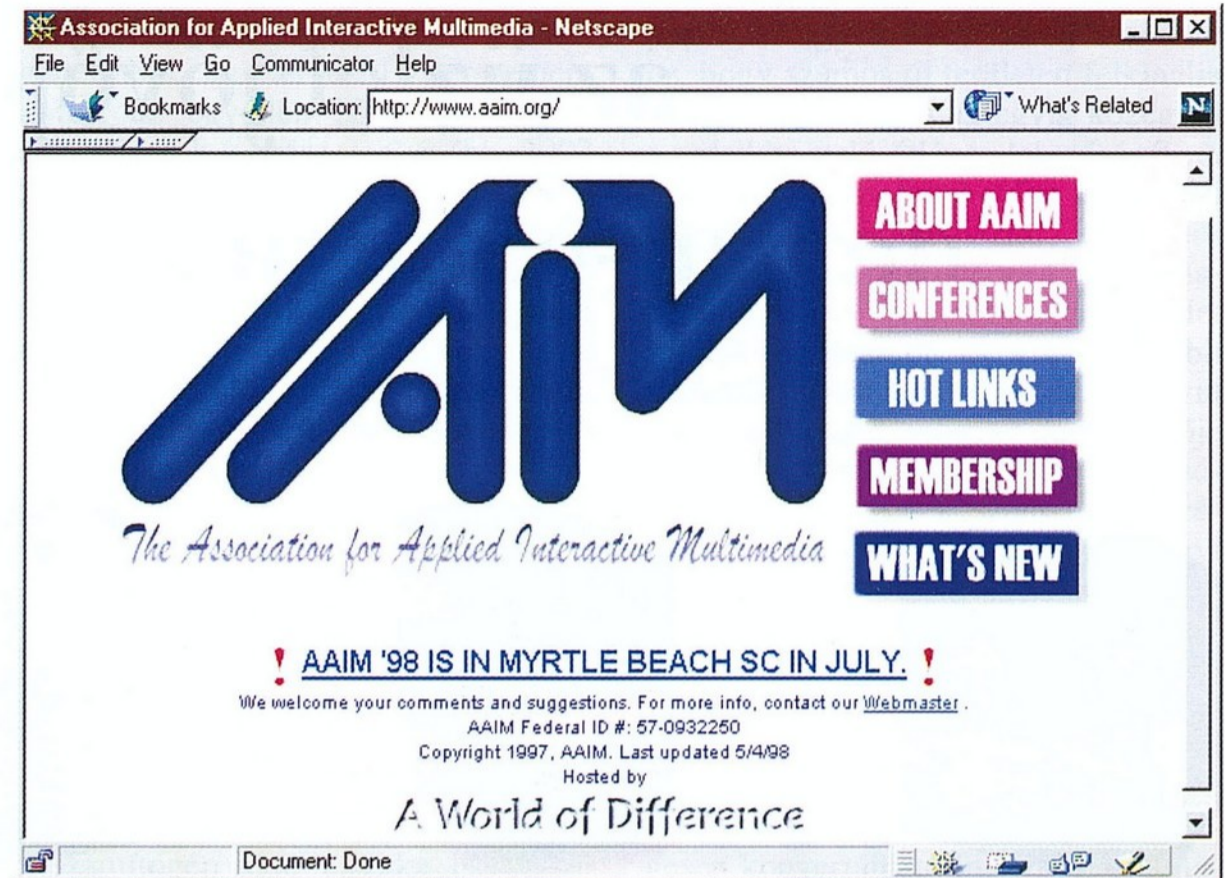 Association for Applied Interactive Multimedia - Netscape
File Edit View Go Communicator Help
Bookmarks Location: http://www.aaim.org/ What's Related N
AAiM
ABOUT AAIM
CONFERENCES
HOT LINKS
MEMBERSHIP
WHAT'S NEW
The Association for Applied Interactive Multimedia
! AAIM '98 IS IN MYRTLE BEACH SC IN JULY. !
We welcome your comments and suggestions. For more info, contact our Webmaster .
AAIM Federal ID #: 57-0932250
Copyright 1997, AAIM. Last updated 5/4/98
Hosted by
A World of Difference
Document: Done